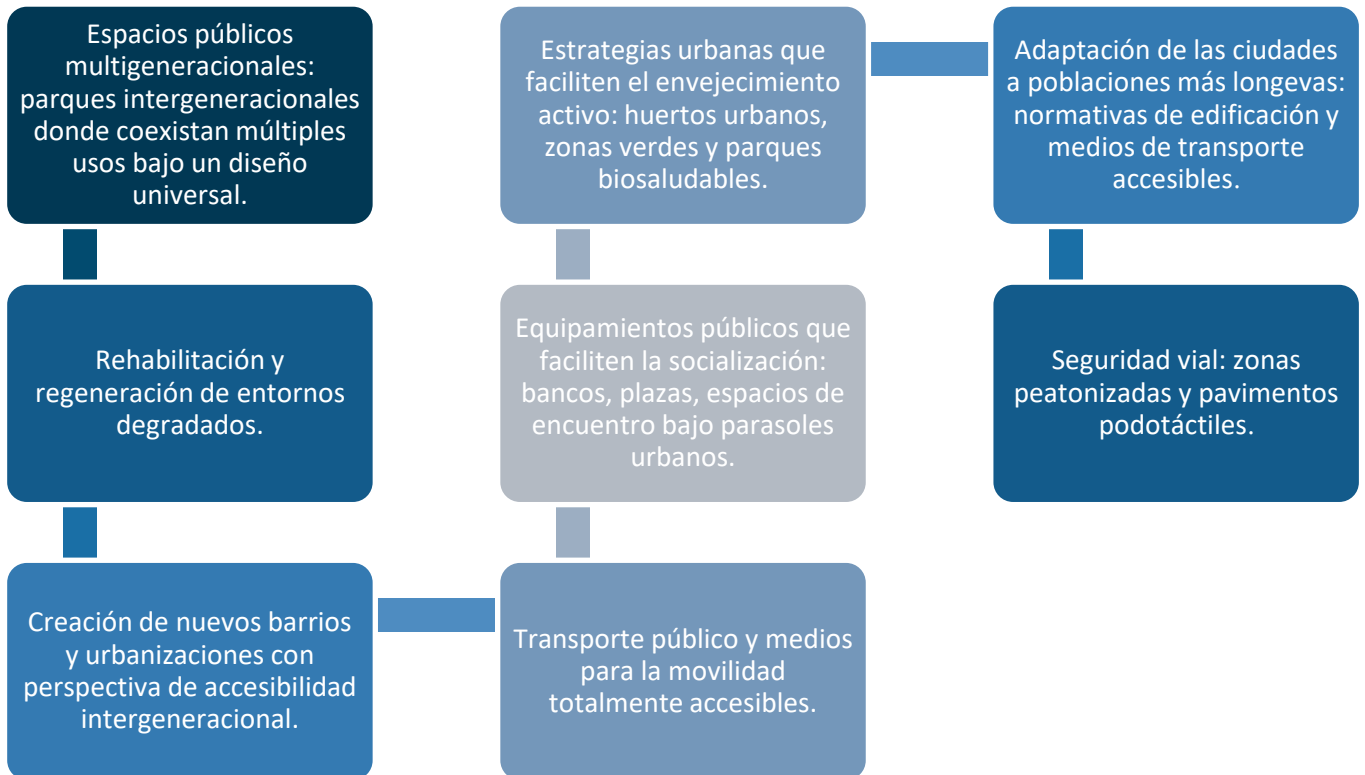 Espacios públicos
multigeneracionales:
parques intergeneracionales
donde coexistan múltiples
usos bajo un diseño
universal.
Rehabilitación y
regeneración de entornos
degradados.
Creación de nuevos barrios
y urbanizaciones con
perspectiva de accesibilidad
intergeneracional.
Transporte público y medios
para la movilidad
totalmente accesibles.
Equipamientos públicos que
faciliten la socialización:
bancos, plazas, espacios de
encuentro bajo parasoles
urbanos.
Estrategias urbanas que
faciliten el envejecimiento
activo: huertos urbanos,
zonas verdes y parques
biosaludables.
Adaptación de las ciudades
a poblaciones más longevas:
normativas de edificación y
medios de transporte
accesibles.
Seguridad vial: zonas
peatonizadas y pavimentos
podotáctiles.